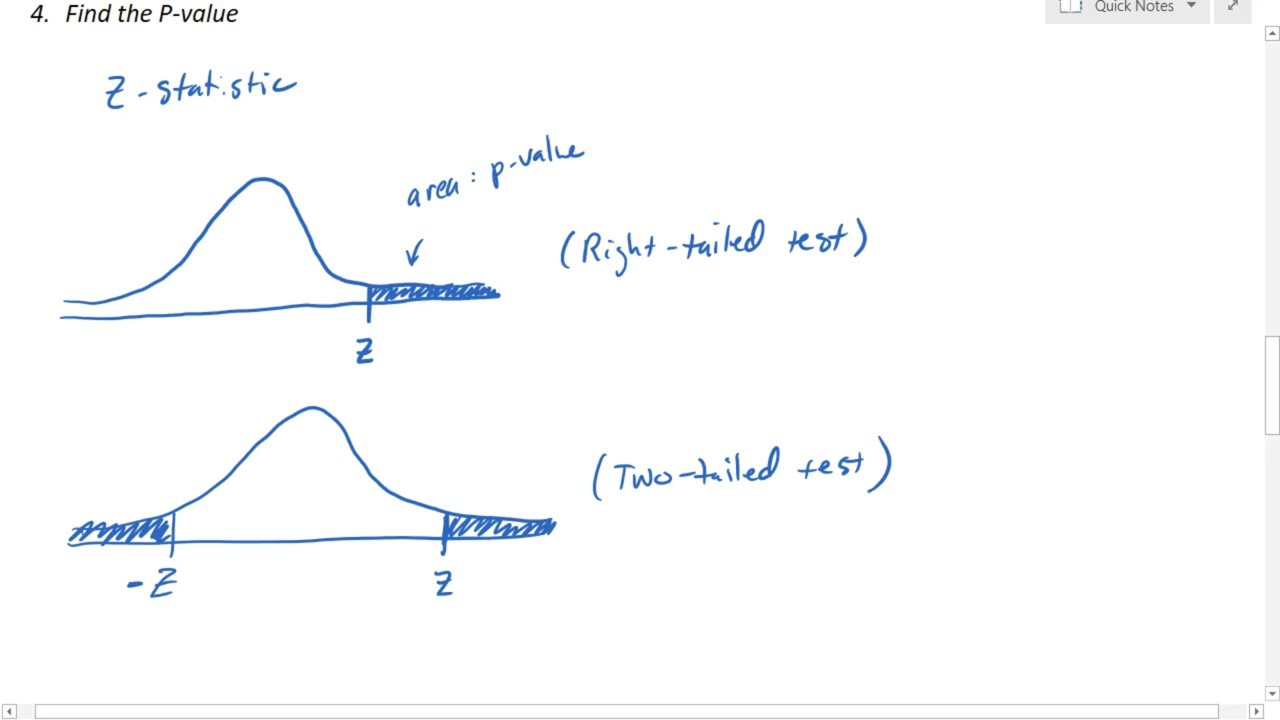 4. Find the P-value
Quick Notes
Z-statistic
area: p-value
(Right-tailed test)
Z
(Two-tailed test)
-Z
Z